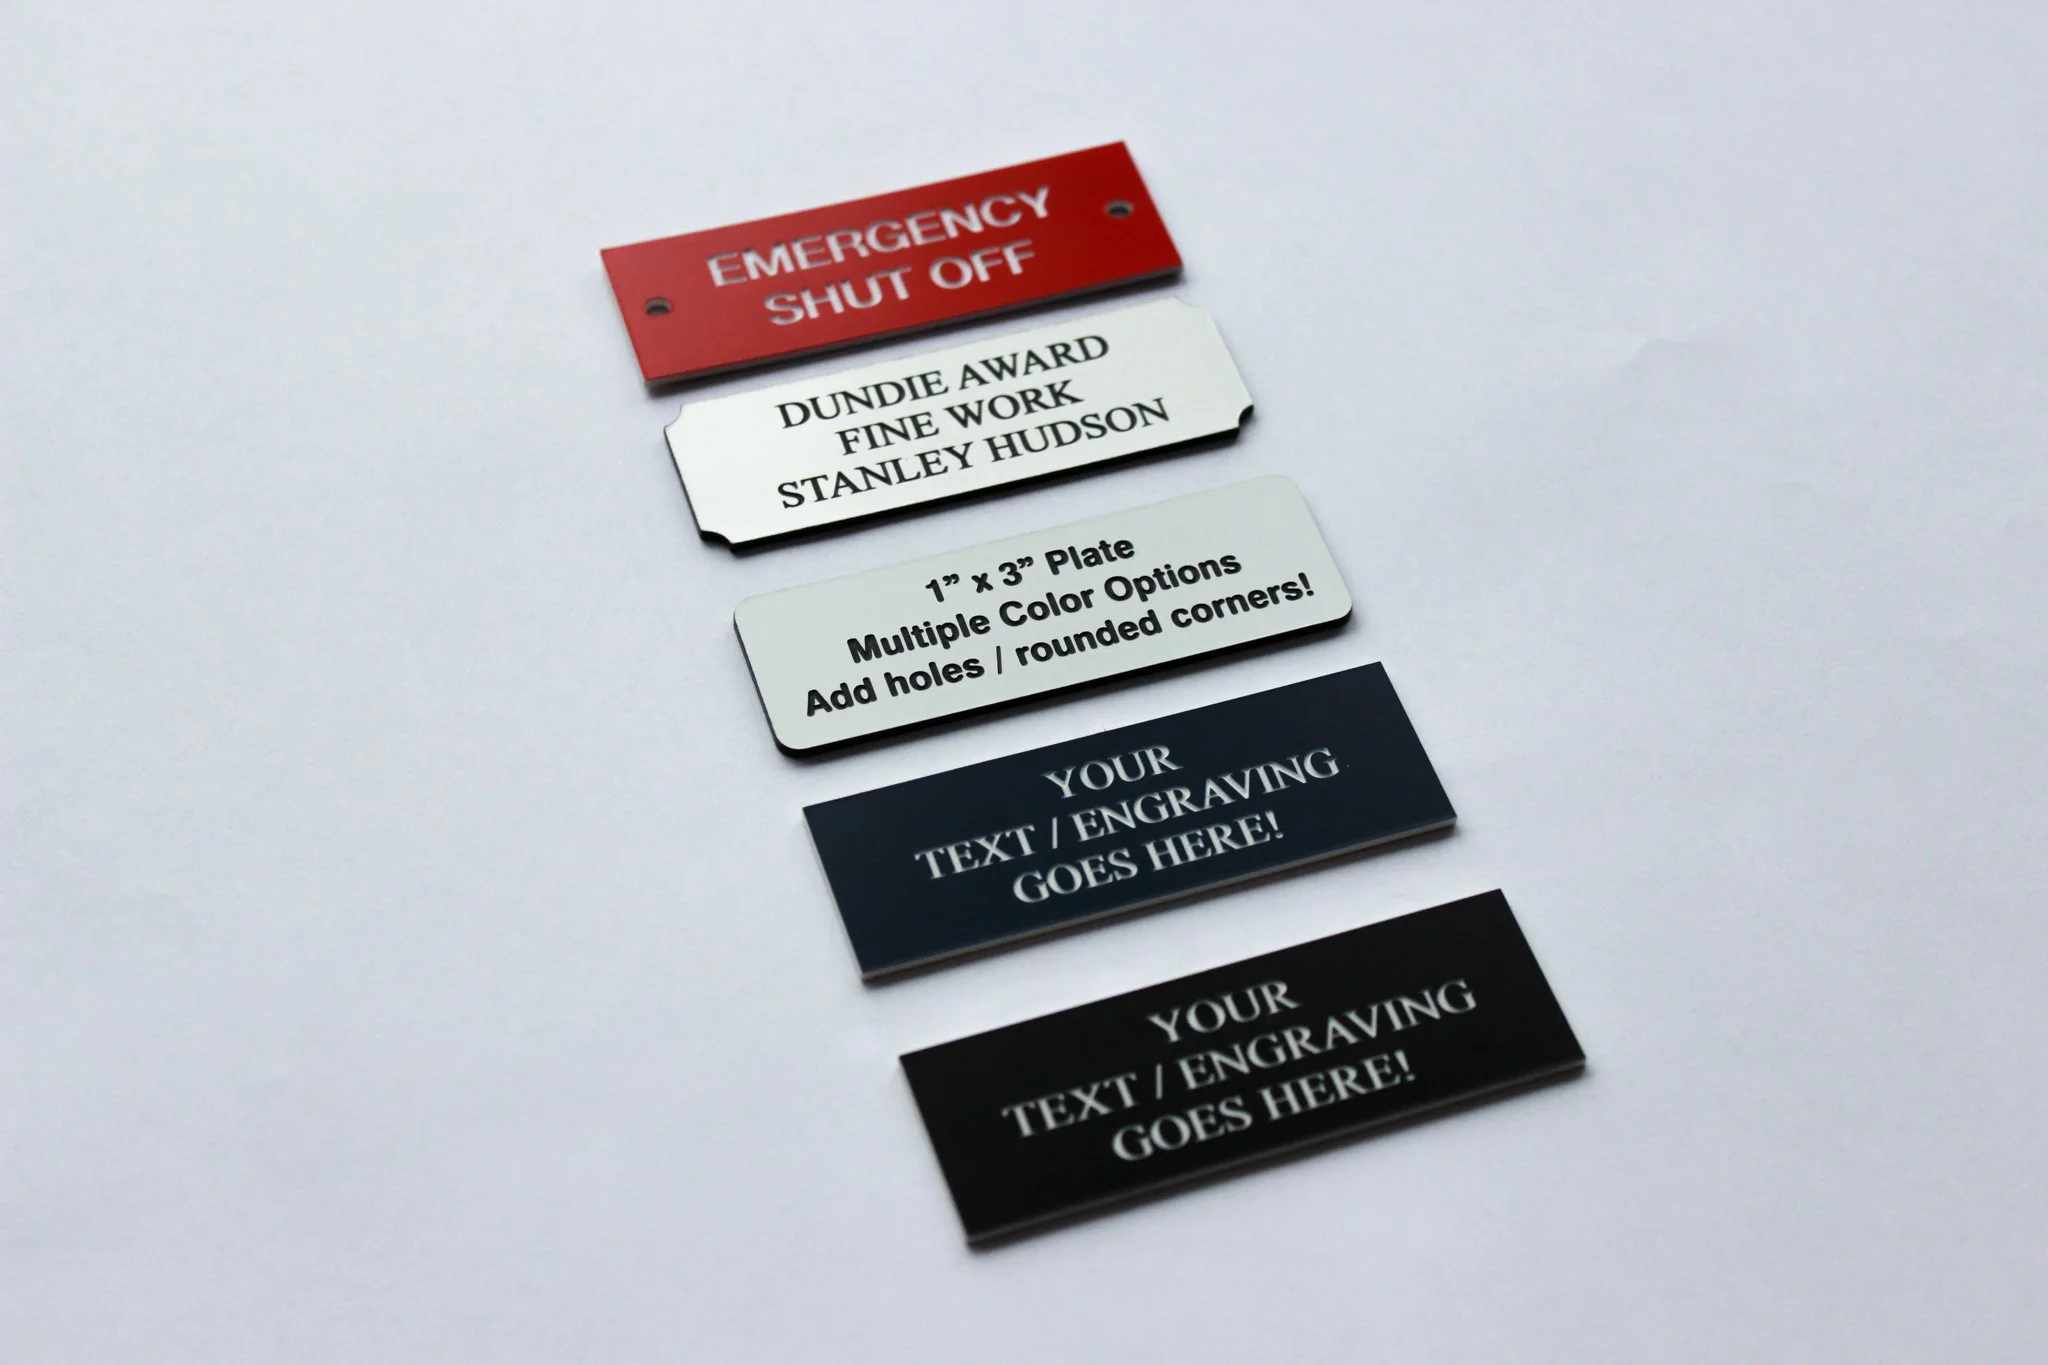 EMERGENCY
SHUT OFF
DUNDIE AWARD
FINE WORK
STANLEY HUDSON
1” x 3” Plate
Multiple Color Options
Add holes / rounded corners!
YOUR
TEXT / ENGRAVING
GOES HERE!
YOUR
TEXT / ENGRAVING
GOES HERE!